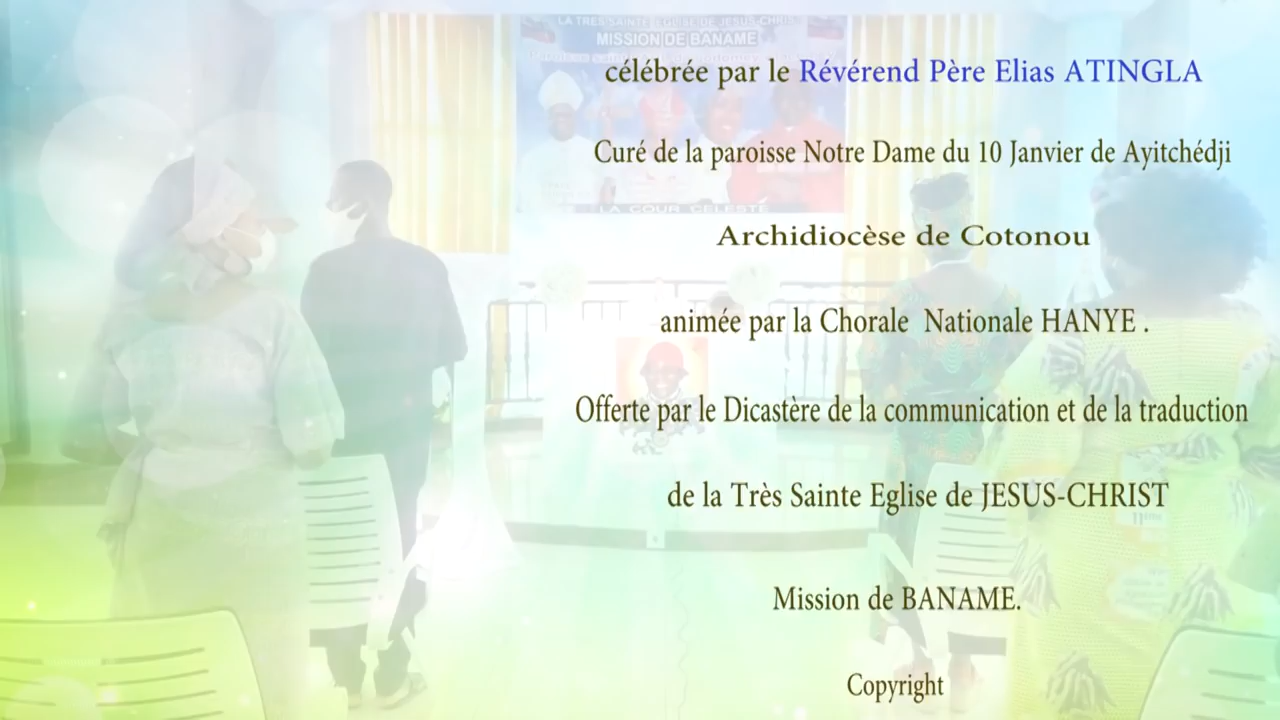 LA TRES SAINTE EGLISE DE JESUS-CHRIST
MISSION DE BANAME
célébrée par le Révérend Père Elias ATINGLA
Curé de la paroisse Notre Dame du 10 Janvier de Ayitchédji
LA COUR CELESTE
Archidiocèse de Cotonou
animée par la Chorale Nationale HANYE .
Offerte par le Dicastère de la communication et de la traduction
de la Très Sainte Eglise de JESUS-CHRIST
Mission de BANAME.
Copyright